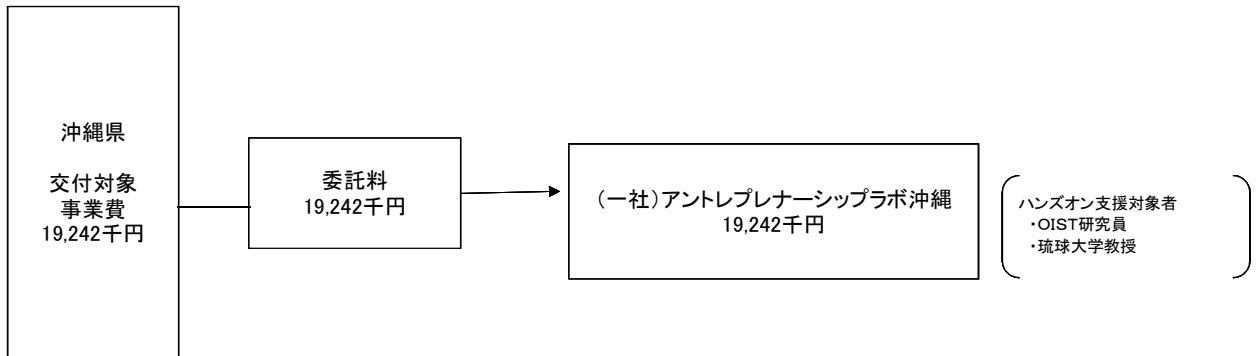 沖縄県
交付対象
事業費
19,242千円
委託料
19,242千円
(一社)アントレプレナーシップラボ沖縄
19,242千円
ハンズオン支援対象者
・OIST研究員
・琉球大学教授